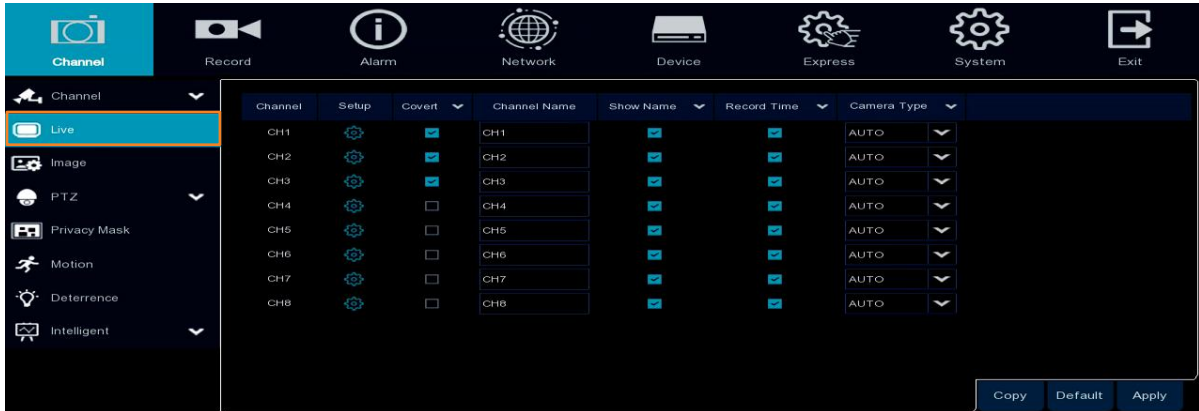 Channel Record Alarm Network Device Express System Exit
Channel
Live
Image
PTZ
Privacy Mask
Motion
Deterrence
Intelligent
Channel Setup Covert Channel Name Show Name Record Time Camera Type
CH1 CH1 AUTO
CH2 CH2 AUTO
CH3 CH3 AUTO
CH4 CH4 AUTO
CH5 CH5 AUTO
CH6 CH6 AUTO
CH7 CH7 AUTO
CH8 CH8 AUTO
Copy Default Apply